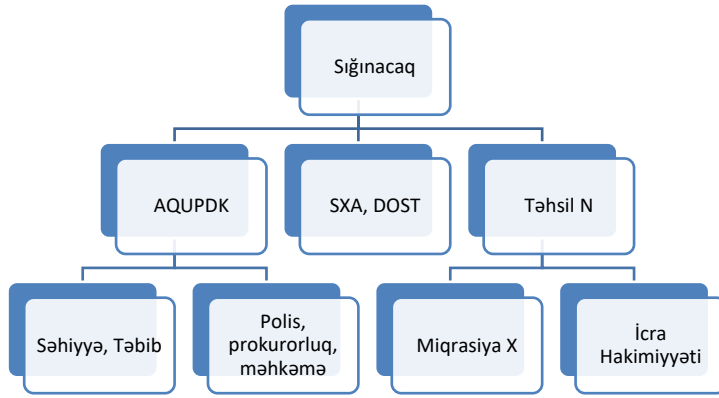 Sığınacaq
AQUPDK
SXA, DOST
Təhsil N
Səhiyyə, Təbib
Polis,
prokurorluq,
məhkəmə
Miqrasiya X
İcra
Hakimiyyəti